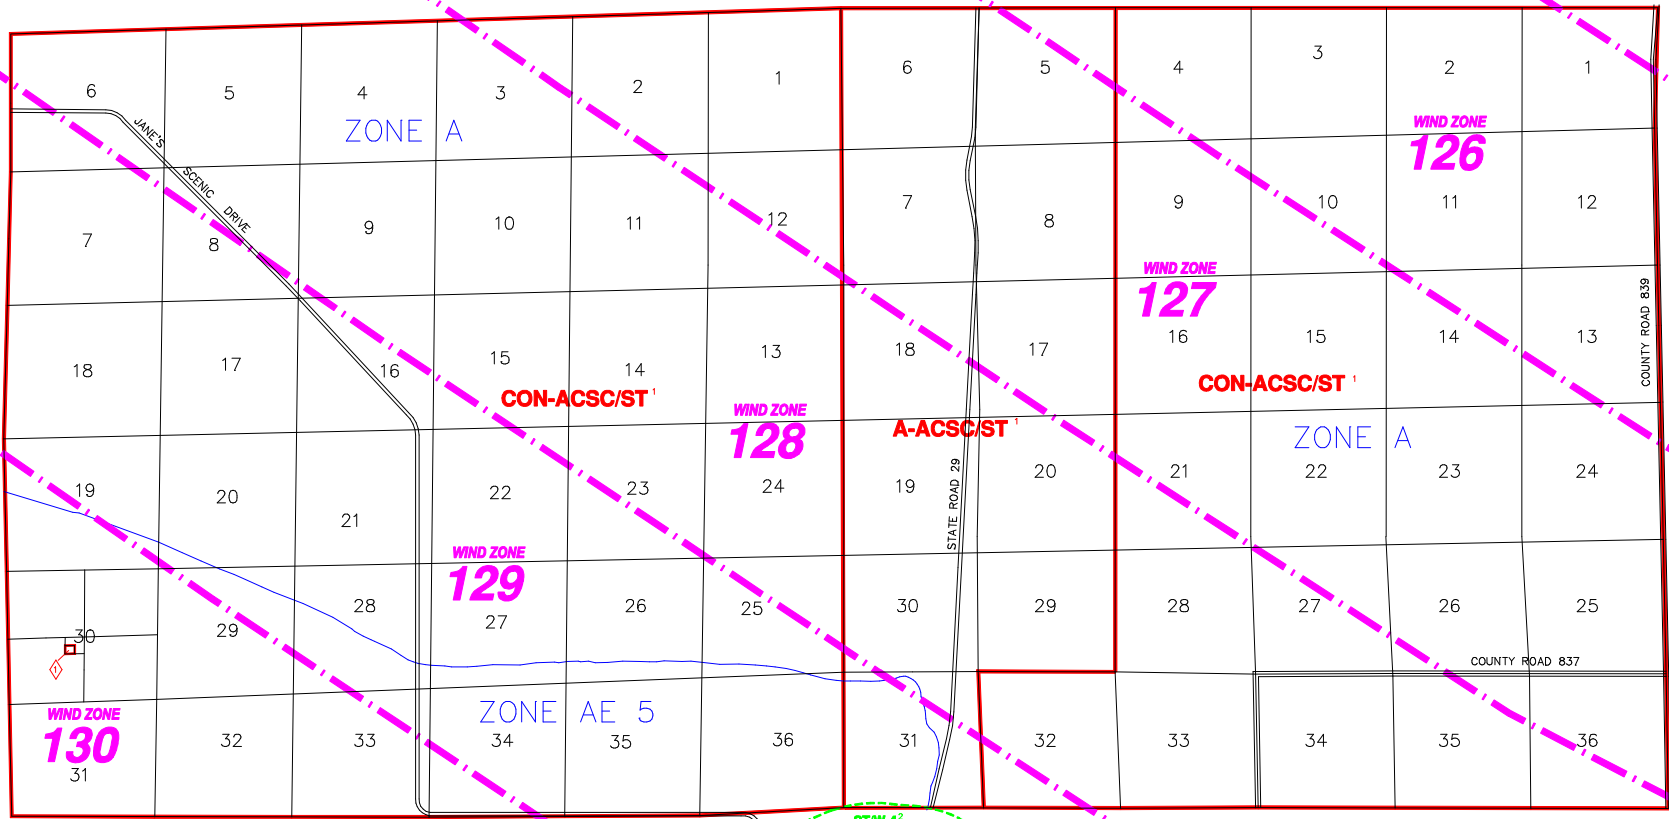 6 5 4 3 2 1 6 5 4 3 2 1
JANE'S SCENIC DRIVE
ZONE A
WIND ZONE
126
7 8 9 10 11 12 7 8 9 10 11 12
WIND ZONE
127
COUNTY ROAD 839
18 17 16 15 14 13 18 17 16 15 14 13
CON-ACSC/ST 1
CON-ACSC/ST 1
WIND ZONE
128
A-ACSC/ST 1
ZONE A
STATE ROAD 29
19 20 21 22 23 24 19 20 21 22 23 24
WIND ZONE
129
30 29 28 27 26 25 30 29 28 27 26 25
1
COUNTY ROAD 837
ZONE AE 5
WIND ZONE
130
31 32 33 34 35 36 31 32 33 34 35 36